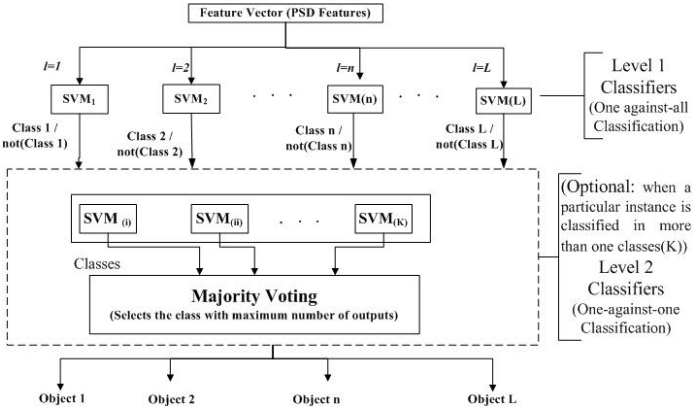 Feature Vector (PSD Features)
l=1 l=2 l=n l=L
SVM1 SVM2 . . . SVM(n) . . . SVM(L)
Class 1 / not(Class 1)
Class 2 / not(Class 2)
Class n / not(Class n)
Class L / not(Class L)
Level 1
Classifiers
(One against-all
Classification)
SVM (i) SVM (ii) . . . SVM(K)
Classes
Majority Voting
(Selects the class with maximum number of outputs)
(Optional: when a
particular instance is
classified in more
than one classes(K))
Level 2
Classifiers
(One-against-one
Classification)
Object 1 Object 2 Object n Object L